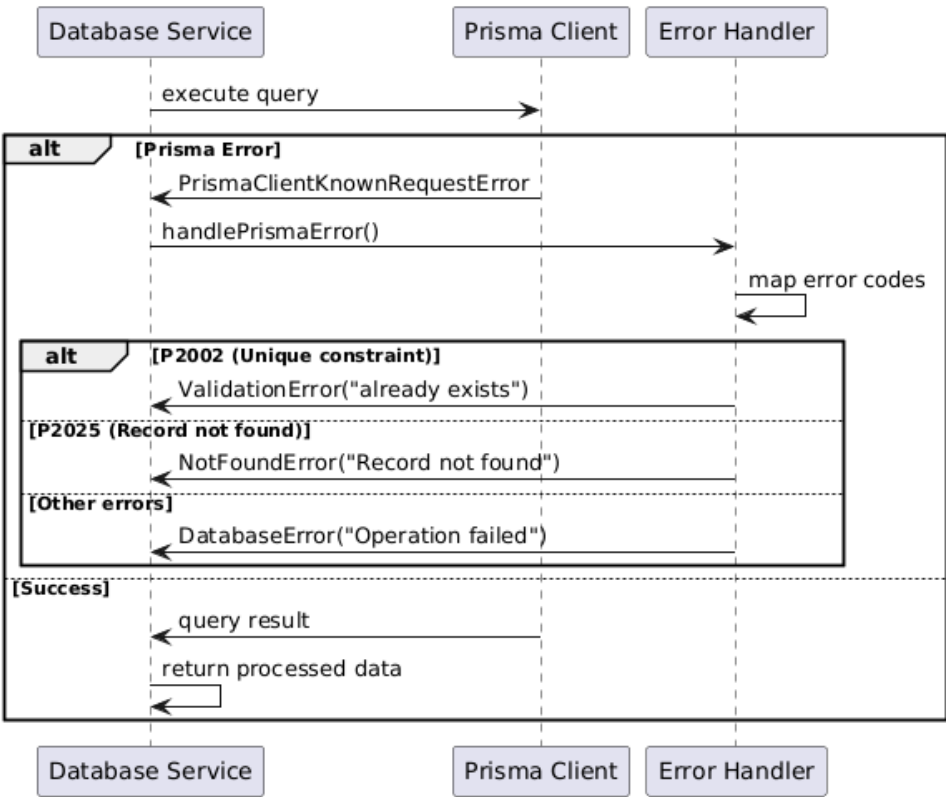 Database Service Prisma Client Error Handler
execute query
alt [Prisma Error]
PrismaClientKnownRequestError
handlePrismaError()
map error codes
alt [P2002 (Unique constraint)]
ValidationError("already exists")
[P2025 (Record not found)]
NotFoundError("Record not found")
[Other errors]
DatabaseError("Operation failed")
[Success]
query result
return processed data
Database Service Prisma Client Error Handler